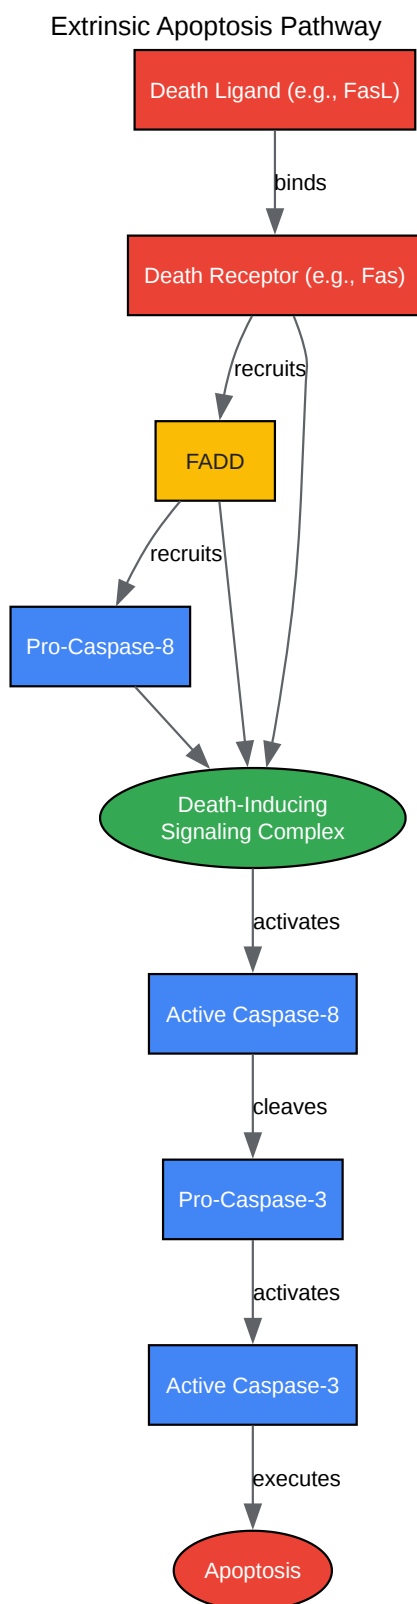 Extrinsic Apoptosis Pathway
Death Ligand (e.g., FasL)
binds
Death Receptor (e.g., Fas)
recruits
FADD
recruits
Pro-Caspase-8
Death-Inducing
Signaling Complex
activates
Active Caspase-8
cleaves
Pro-Caspase-3
activates
Active Caspase-3
executes
Apoptosis